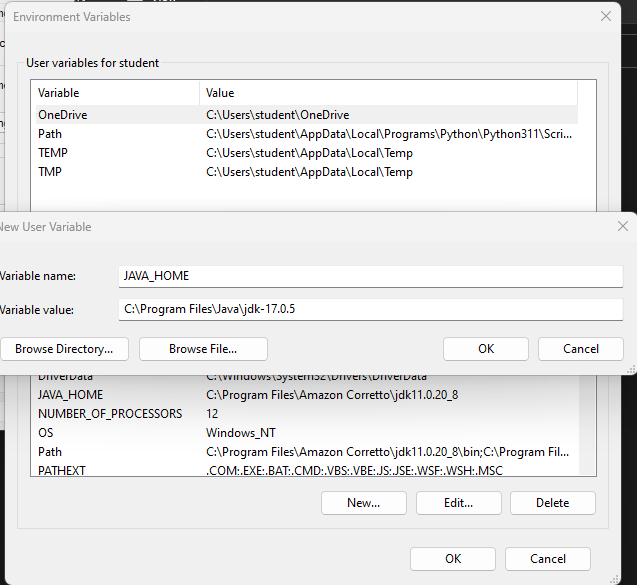 Environment Variables
User variables for student
Variable Value
OneDrive C:\Users\student\OneDrive
Path C:\Users\student\AppData\Local\Programs\Python\Python311\Scri...
TEMP C:\Users\student\AppData\Local\Temp
TMP C:\Users\student\AppData\Local\Temp
New User Variable
Variable name: JAVA_HOME
Variable value: C:\Program Files\Java\jdk-17.0.5
Browse Directory... Browse File... OK Cancel
DriverData C:\Windows\System32\Drivers\DriverData
JAVA_HOME C:\Program Files\Amazon Corretto\jdk11.0.20_8
NUMBER_OF_PROCESSORS 12
OS Windows_NT
Path C:\Program Files\Amazon Corretto\jdk11.0.20_8\bin;C:\Program Fil...
PATHEXT .COM;.EXE;.BAT;.CMD;.VBS;.VBE;.JS;.JSE;.WSF;.WSH;.MSC
New... Edit... Delete
OK Cancel